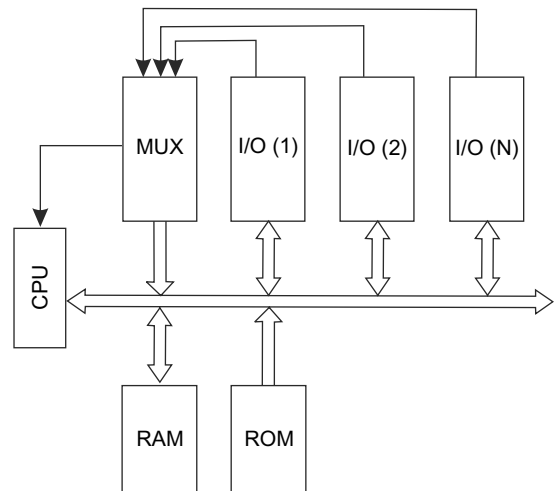 MUX
I/O (1)
I/O (2)
I/O (N)
CPU
RAM
ROM